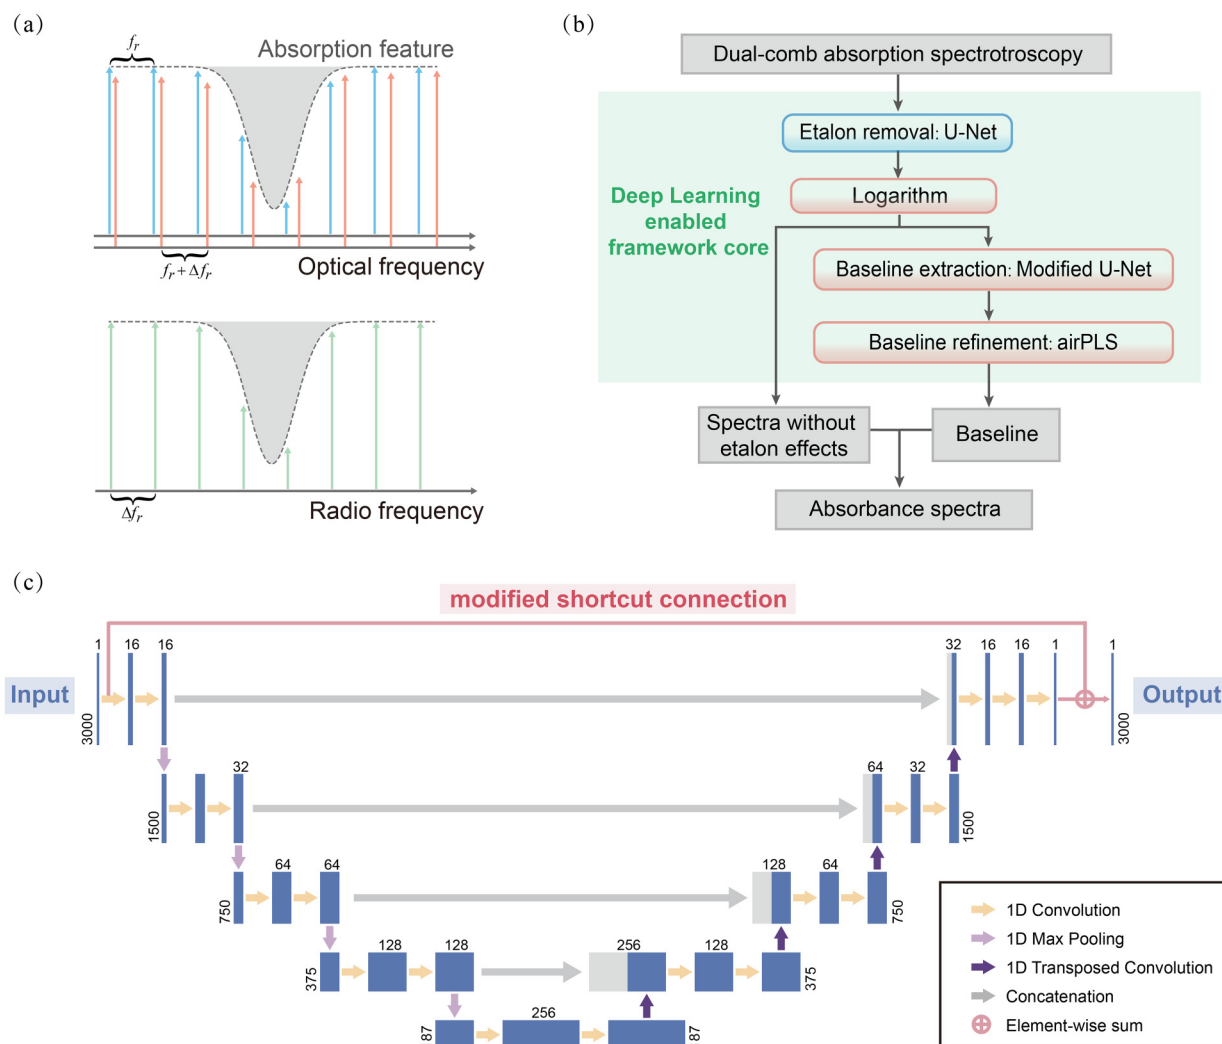 (a)
f_r
Absorption feature
f_r + Δf_r
Optical frequency
Δf_r
Radio frequency
(b)
Dual-comb absorption spectrotroscopy
Etalon removal: U-Net
Logarithm
Deep Learning
enabled
framework core
Baseline extraction: Modified U-Net
Baseline refinement: airPLS
Spectra without
etalon effects
Baseline
Absorbance spectra
(c)
modified shortcut connection
1 16 16 32 16 16 1 1
Input
Output
3000 3000
32 64 32
1500 1500
64 64 128 64
750 750
128 128 256 128
375 375
256
87 87
1D Convolution
1D Max Pooling
1D Transposed Convolution
Concatenation
Element-wise sum